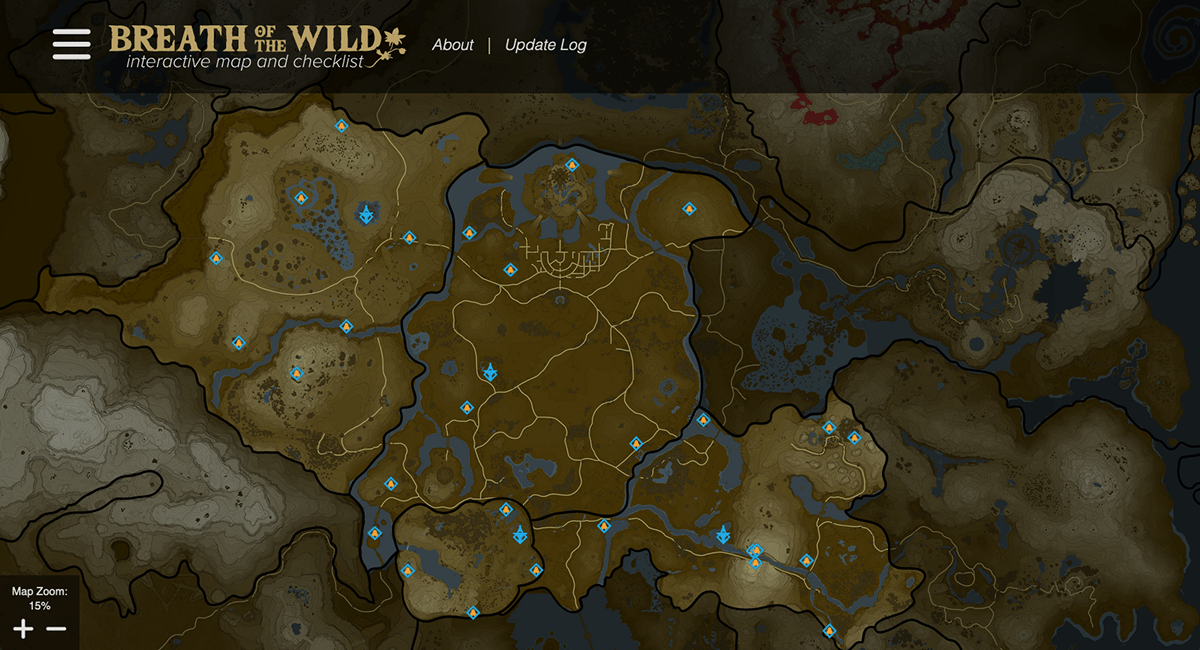 BREATH OF THE WILD
interactive map and checklist
About | Update Log
Map Zoom:
15%